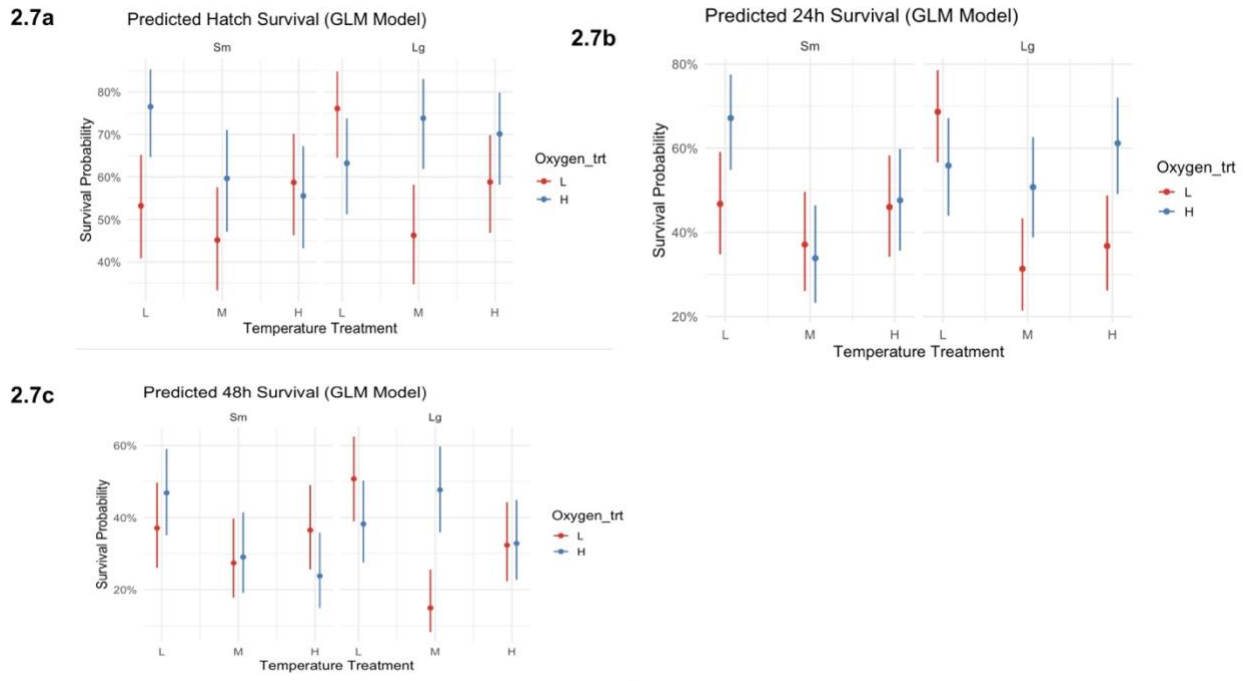 2.7a
Predicted Hatch Survival (GLM Model)
Sm
Lg
Survival Probability
80%
70%
60%
50%
40%
L
M
H
L
M
H
Temperature Treatment
Oxygen_trt
L
H
2.7b
Predicted 24h Survival (GLM Model)
Sm
Lg
Survival Probability
80%
60%
40%
20%
L
M
H
L
M
H
Temperature Treatment
Oxygen_trt
L
H
2.7c
Predicted 48h Survival (GLM Model)
Sm
Lg
Survival Probability
60%
40%
20%
L
M
H
L
M
H
Temperature Treatment
Oxygen_trt
L
H